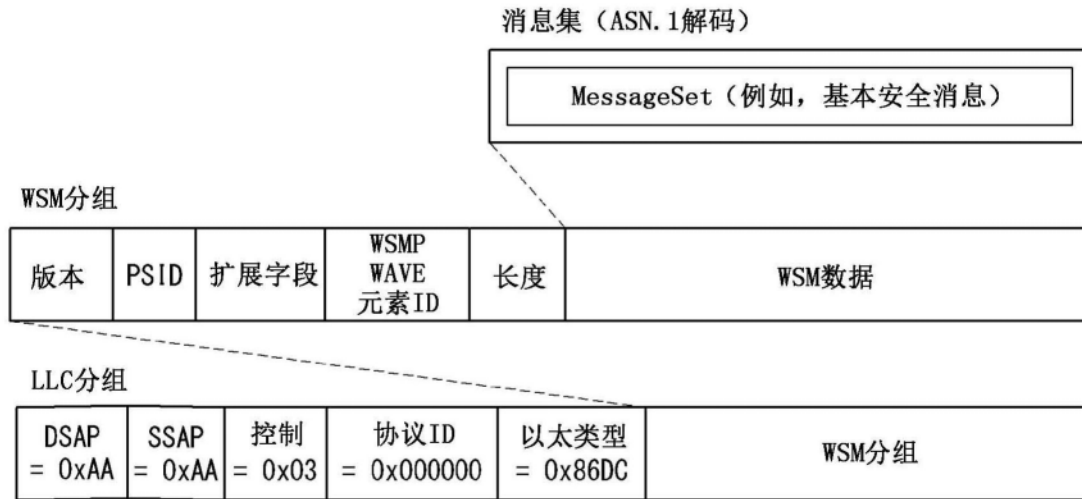 消息集（ASN.1解码）
MessageSet（例如，基本安全消息）
WSM分组
版本
PSID
扩展字段
WSMP
WAVE
元素ID
长度
WSM数据
LLC分组
DSAP
= 0xAA
SSAP
= 0xAA
控制
= 0x03
协议ID
= 0x000000
以太类型
= 0x86DC
WSM分组